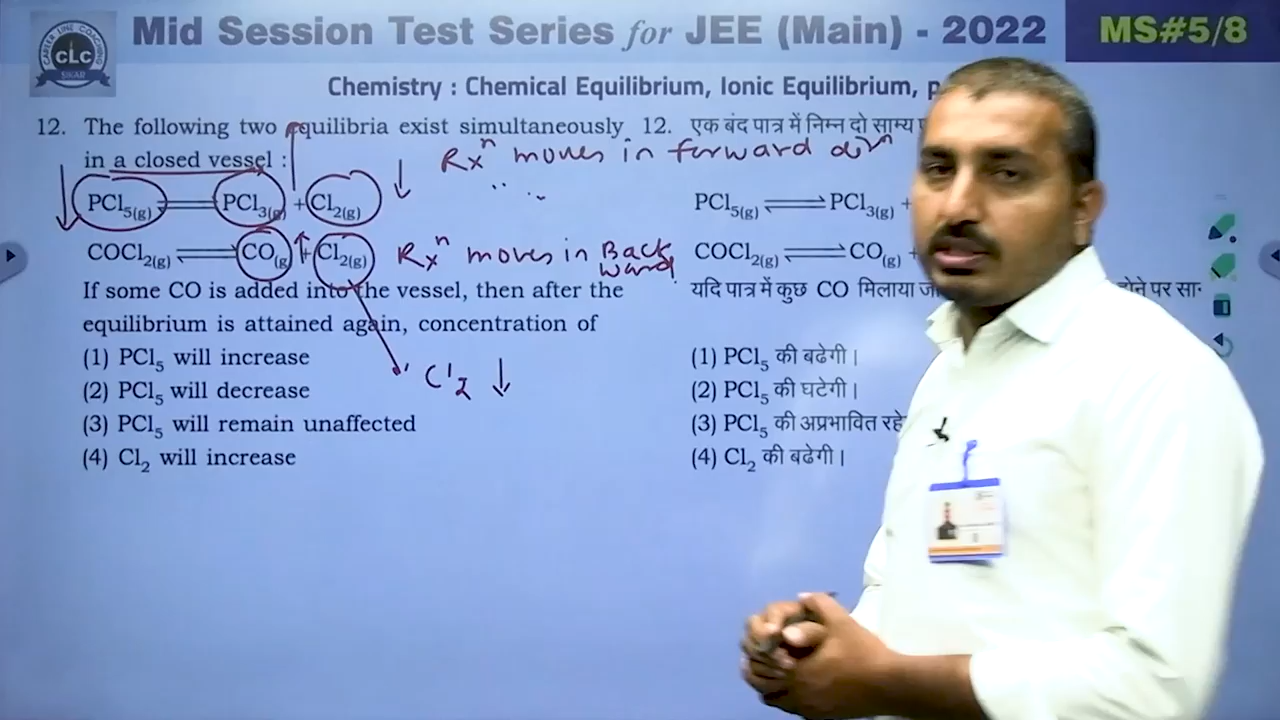 Mid Session Test Series for JEE (Main) - 2022
MS#5/8
CLC
SIKAR
Chemistry : Chemical Equilibrium, Ionic Equilibrium, p
12. The following two equilibria exist simultaneously
in a closed vessel :
PCl5(g) ⇌ PCl3(g) + Cl2(g)
COCl2(g) ⇌ CO(g) + Cl2(g)
If some CO is added into the vessel, then after the
equilibrium is attained again, concentration of
(1) PCl5 will increase
(2) PCl5 will decrease
(3) PCl5 will remain unaffected
(4) Cl2 will increase
Rxn moves in forward dirn
Rxn moves in Back
ward
Cl2 ↓
12. एक बंद पात्र में निम्न दो साम्य
PCl5(g) ⇌ PCl3(g) +
COCl2(g) ⇌ CO(g) +
यदि पात्र में कुछ CO मिलाया होने पर
(1) PCl5 की बढेगी।
(2) PCl5 की घटेगी।
(3) PCl5 की अप्रभावित रहे
(4) Cl2 की बढेगी।